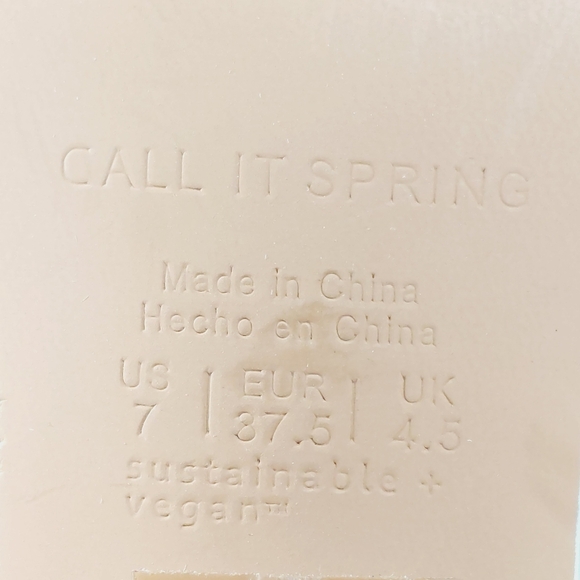 CALL IT SPRING
Made in China
Hecho en China
US | EUR | UK
7 | 37.5 | 4.5
sustainable +
vegan™